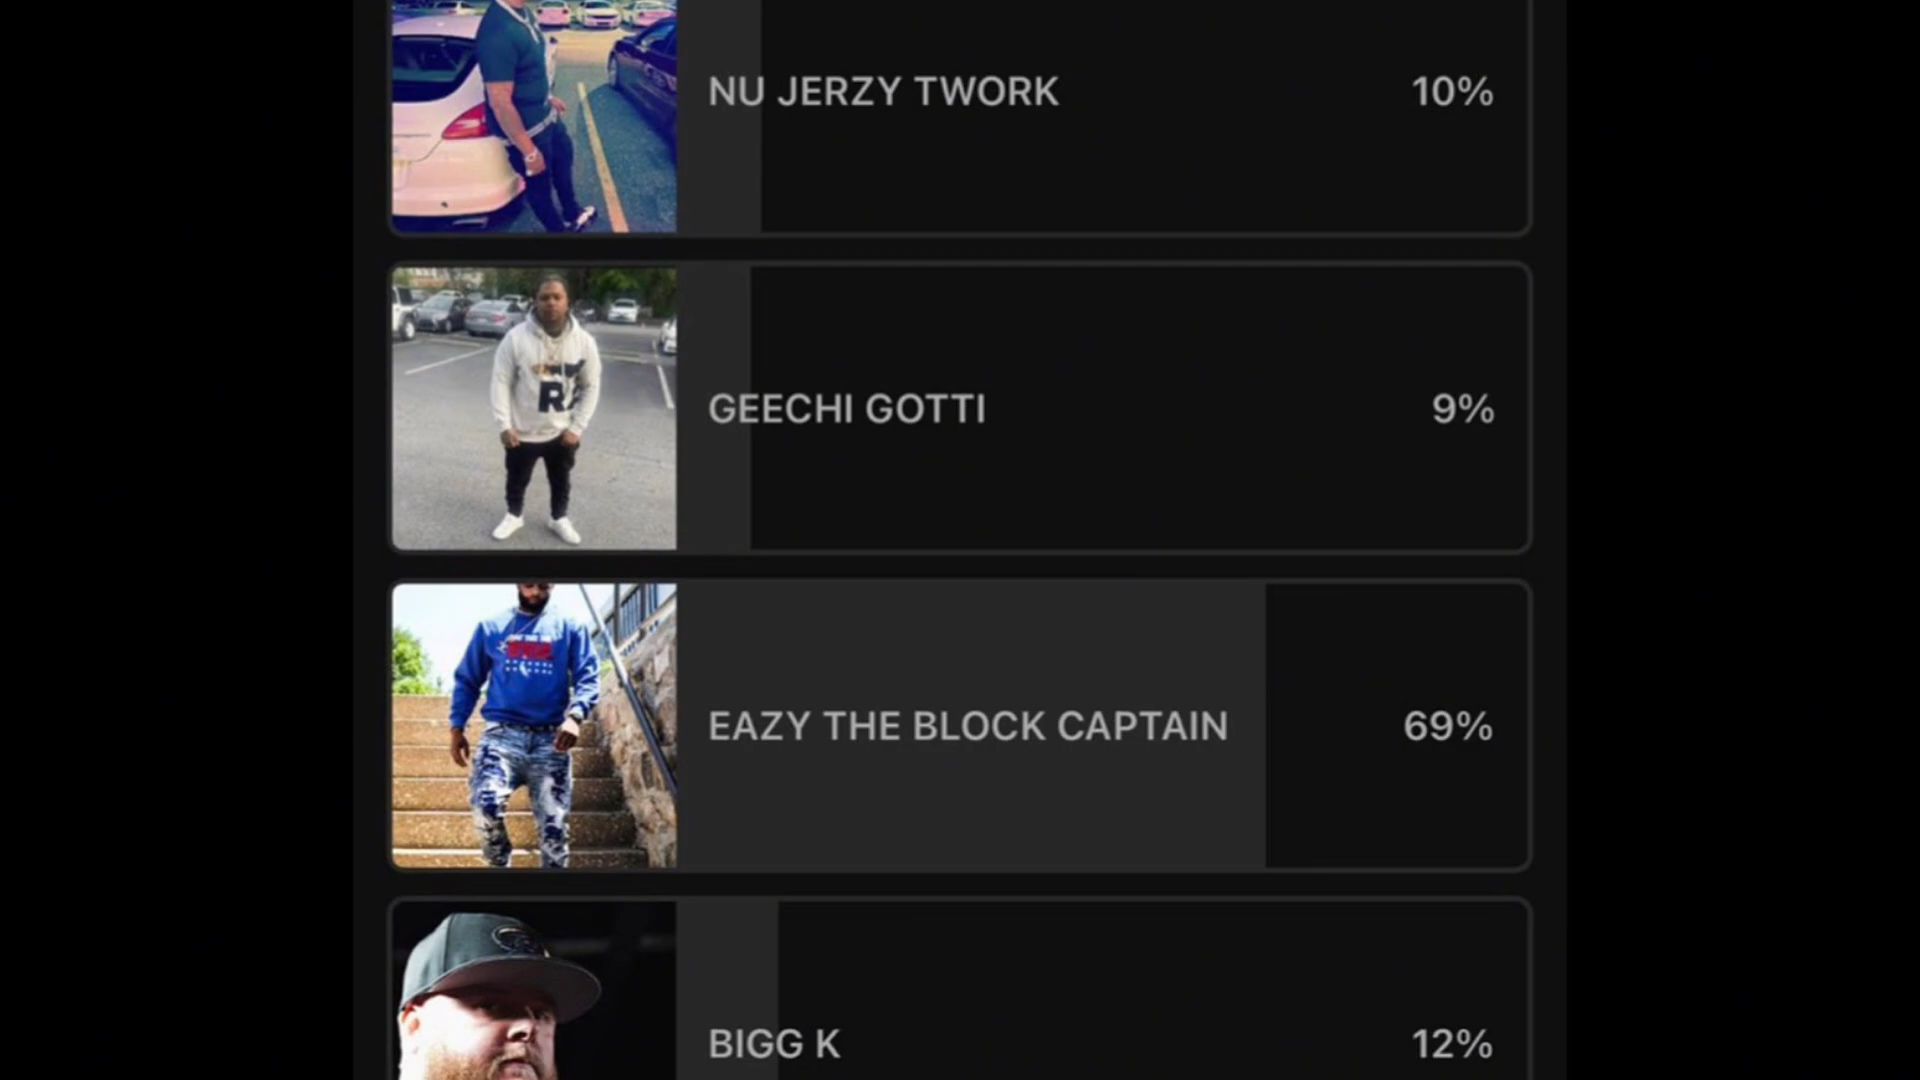 NU JERZY TWORK 10%
GEECHI GOTTI 9%
R
EAZY THE BLOCK CAPTAIN 69%
BIGG K 12%